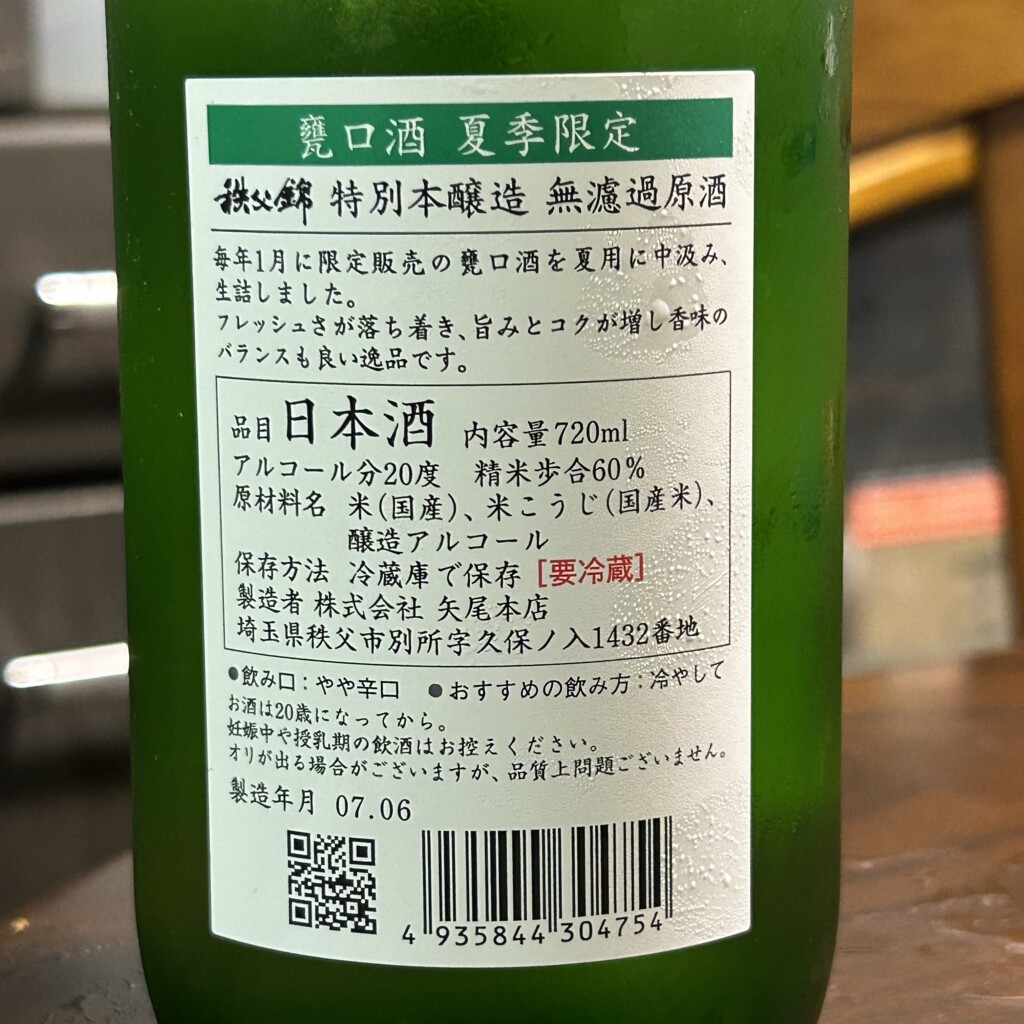 甕口酒 夏季限定
秩父錦 特別本醸造 無濾過原酒
毎年1月に限定販売の甕口酒を夏用に中汲み、
生詰しました。
フレッシュさが落ち着き、旨みとコクが増し香味の
バランスも良い逸品です。
品目 日本酒 内容量720ml
アルコール分20度 精米歩合60%
原材料名 米(国産)、米こうじ(国産米)、
醸造アルコール
保存方法 冷蔵庫で保存 [要冷蔵]
製造者 株式会社 矢尾本店
埼玉県秩父市別所字久保ノ入1432番地
●飲み口:やや辛口 ●おすすめの飲み方:冷やして
お酒は20歳になってから。
妊娠中や授乳期の飲酒はお控えください。
オリが出る場合がございますが、品質上問題ございません。
製造年月 07.06
4 935844 304754